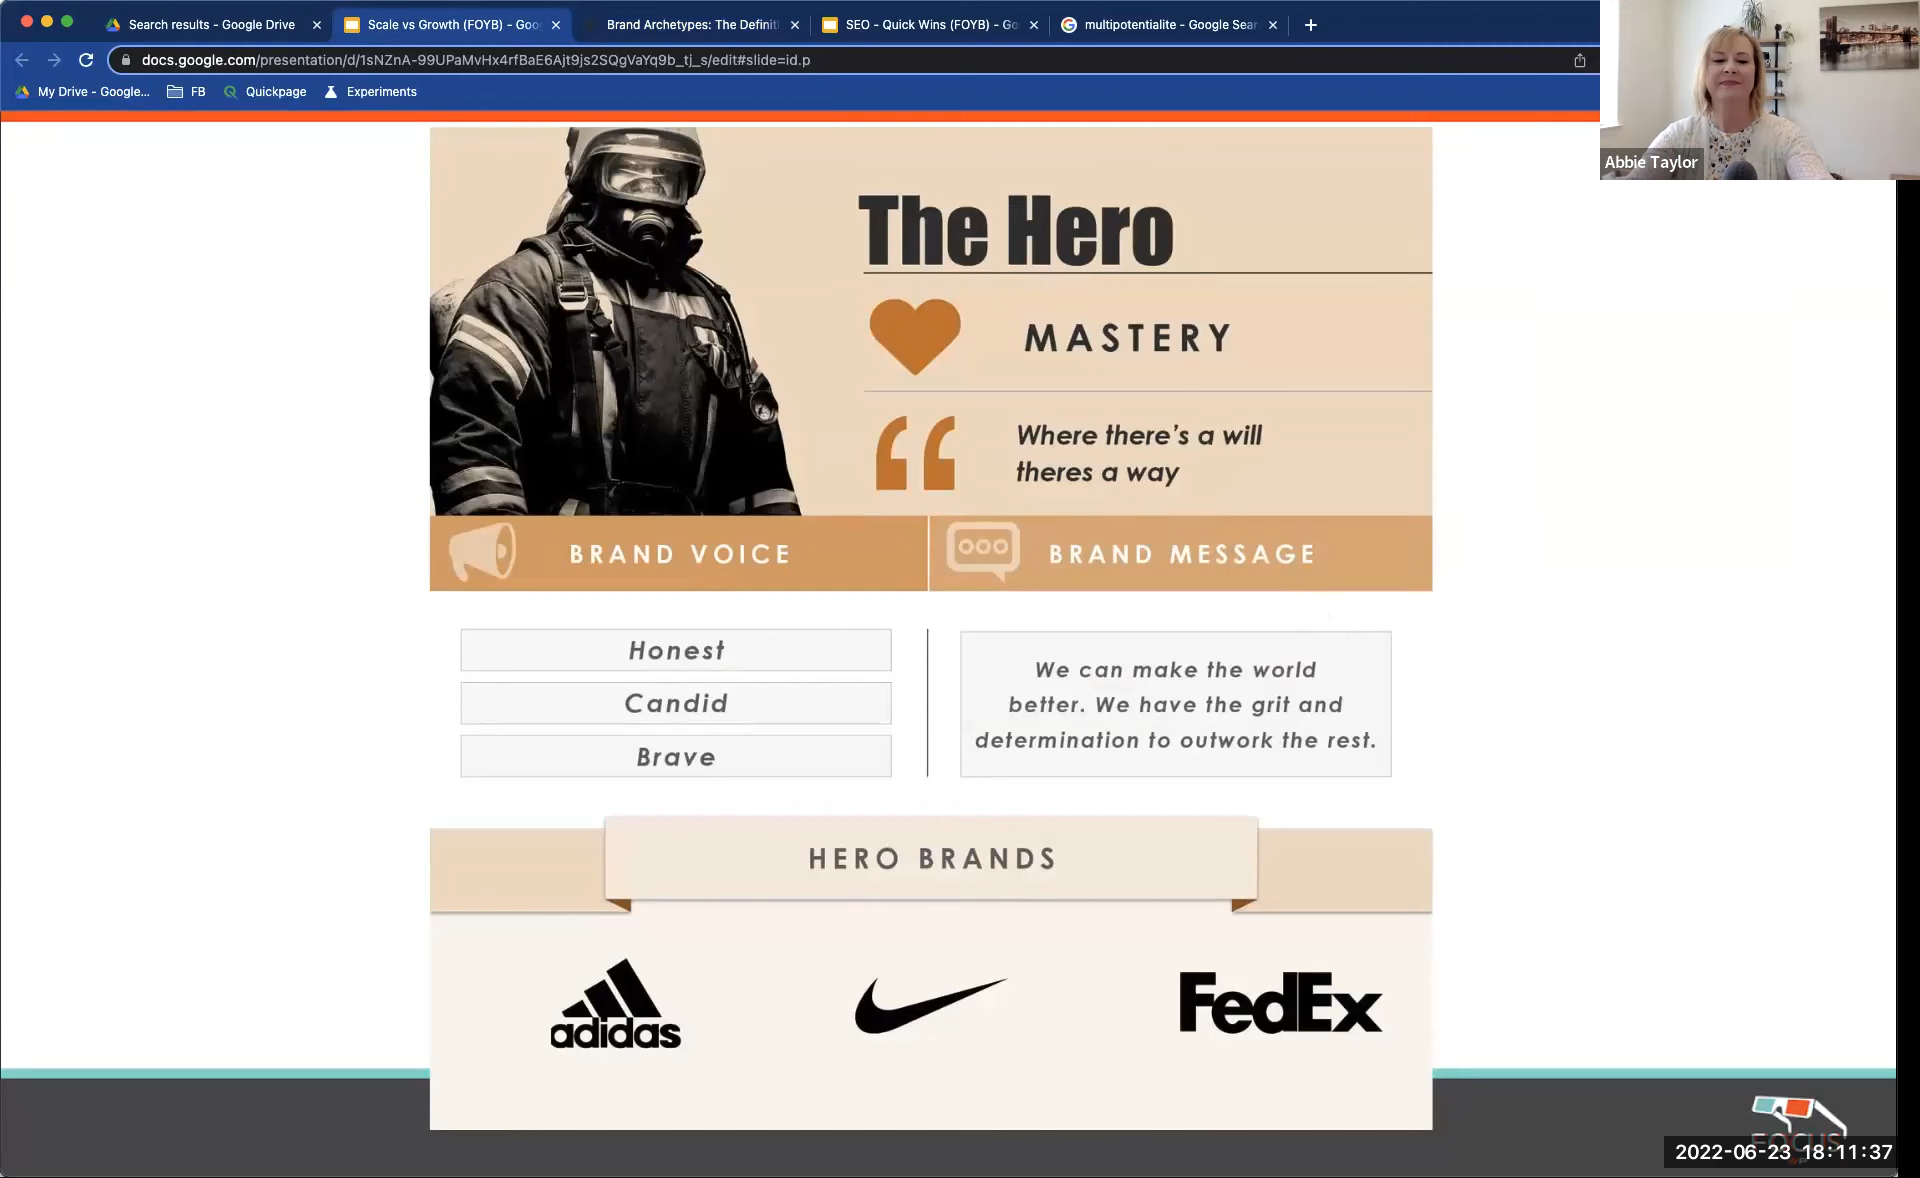 Search results - Google Drive
Scale vs Growth (FOYB) - Goo
Brand Archetypes: The Definit
SEO - Quick Wins (FOYB) - Go
multipotentialite - Google Sear
docs.google.com/presentation/d/1sNZnA-99UPaMvHx4rfBaE6Ajt9js2SQgVaYq9b_tj_s/edit#slide=id.p
My Drive - Google...
FB
Quickpage
Experiments
Abbie Taylor
The Hero
MASTERY
Where there's a will
theres a way
BRAND VOICE
BRAND MESSAGE
Honest
Candid
Brave
We can make the world
better. We have the grit and
determination to outwork the rest.
HERO BRANDS
adidas
FedEx
FOCUS
2022-06-23 18:11:37